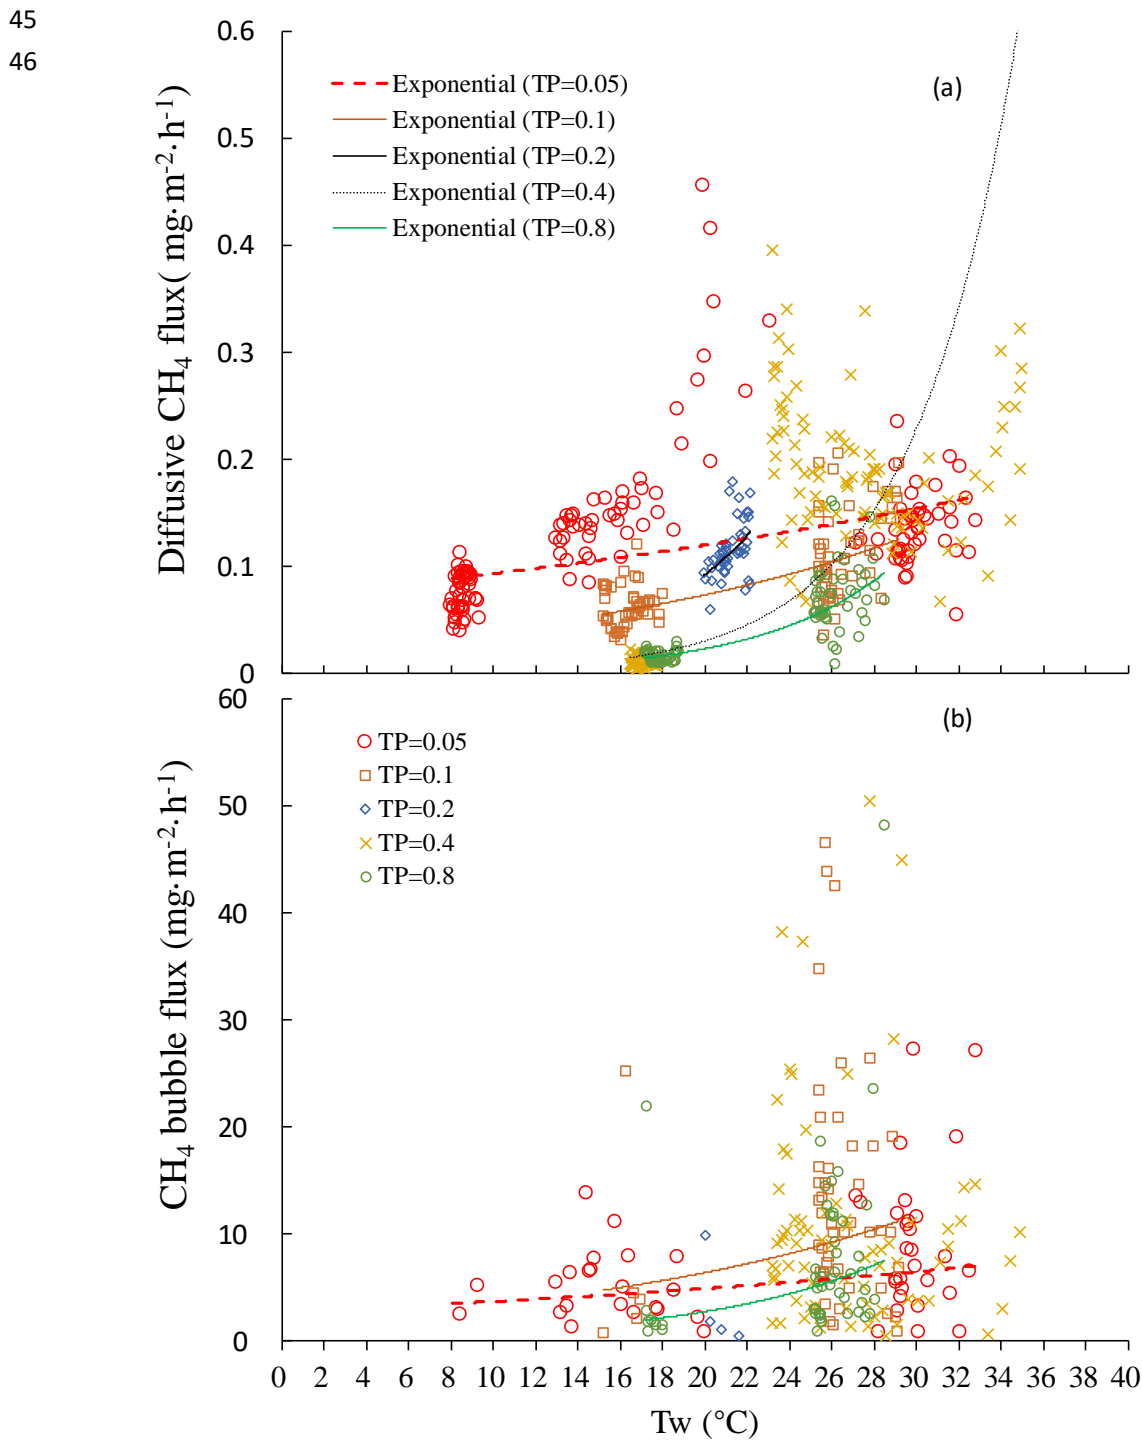 45
46
0.6
0.5
0.4
0.3
0.2
0.1
0
Diffusive CH₄ flux( mg·m⁻²·h⁻¹)
(a)
Exponential (TP=0.05)
Exponential (TP=0.1)
Exponential (TP=0.2)
Exponential (TP=0.4)
Exponential (TP=0.8)
60
50
40
30
20
10
0
CH₄ bubble flux (mg·m⁻²·h⁻¹)
(b)
TP=0.05
TP=0.1
TP=0.2
TP=0.4
TP=0.8
0 2 4 6 8 10 12 14 16 18 20 22 24 26 28 30 32 34 36 38 40
Tw (°C)